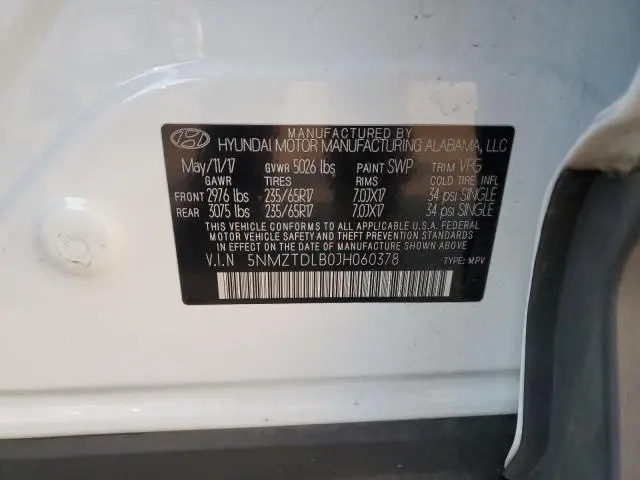 MANUFACTURED BY
HYUNDAI MOTOR MANUFACTURING ALABAMA, LLC
May/11/17 GVWR 5026 lbs PAINT SWP TRIM VFG
GAWR TIRES RIMS COLD TIRE INFL
FRONT 2976 lbs 235/65R17 7.0JX17 34 psi SINGLE
REAR 3075 lbs 235/65R17 7.0JX17 34 psi SINGLE
THIS VEHICLE CONFORMS TO ALL APPLICABLE U.S.A. FEDERAL
MOTOR VEHICLE SAFETY AND THEFT PREVENTION STANDARDS
IN EFFECT ON THE DATE OF MANUFACTURE SHOWN ABOVE.
V.I.N 5NMZTDLB0JH060378
TYPE: MPV